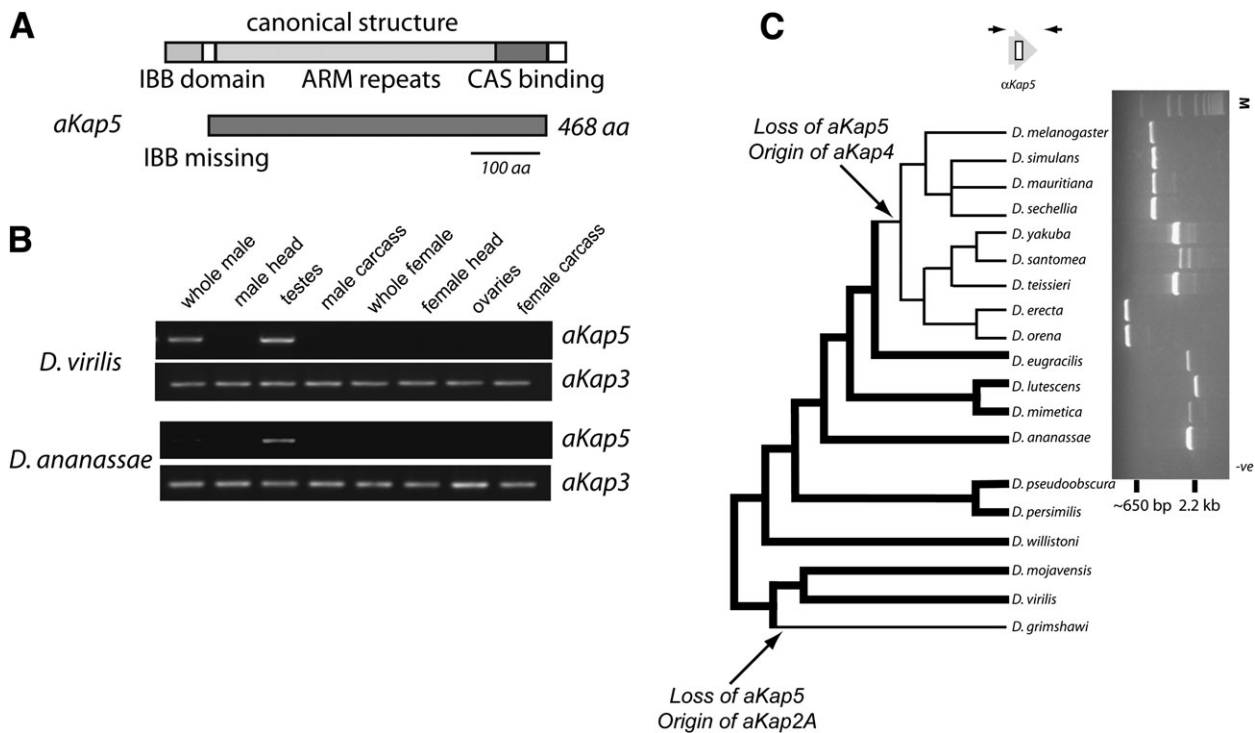 A
canonical structure
IBB domain
ARM repeats
CAS binding
aKap5
468 aa
IBB missing
100 aa
B
whole male
male head
testes
male carcass
whole female
female head
ovaries
female carcass
D. virilis
aKap5
aKap3
D. ananassae
aKap5
aKap3
C
αKap5
M
Loss of aKap5
Origin of aKap4
D. melanogaster
D. simulans
D. mauritiana
D. sechellia
D. yakuba
D. santomea
D. teissieri
D. erecta
D. orena
D. eugracilis
D. lutescens
D. mimetica
D. ananassae
D. pseudoobscura
D. persimilis
D. willistoni
D. mojavensis
D. virilis
D. grimshawi
-ve
~650 bp
2.2 kb
Loss of aKap5
Origin of aKap2A